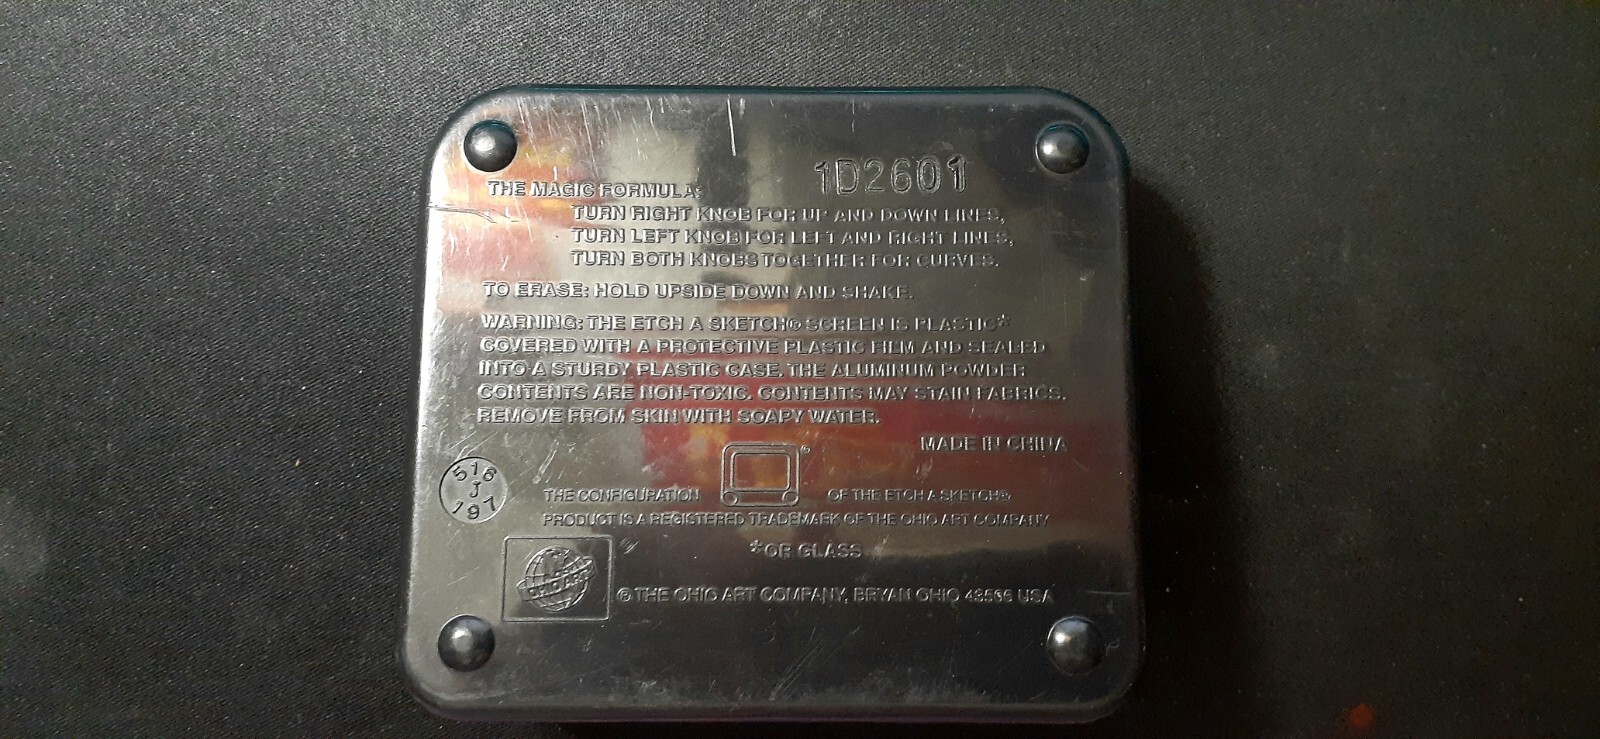 1D2601
THE MAGIC FORMULA:
TURN RIGHT KNOB FOR UP AND DOWN LINES,
TURN LEFT KNOB FOR LEFT AND RIGHT LINES,
TURN BOTH KNOBS TOGETHER FOR CURVES.
TO ERASE: HOLD UPSIDE DOWN AND SHAKE.
WARNING: THE ETCH A SKETCH® SCREEN IS PLASTIC*
COVERED WITH A PROTECTIVE PLASTIC FILM AND SEALED
INTO A STURDY PLASTIC CASE. THE ALUMINUM POWDER
CONTENTS ARE NON-TOXIC. CONTENTS MAY STAIN FABRICS.
REMOVE FROM SKIN WITH SOAPY WATER.
MADE IN CHINA
516
J
197
THE CONFIGURATION ® OF THE ETCH A SKETCH®
PRODUCT IS A REGISTERED TRADEMARK OF THE OHIO ART COMPANY
*OR GLASS
OHIO ART ®
© THE OHIO ART COMPANY, BRYAN OHIO 43506 USA